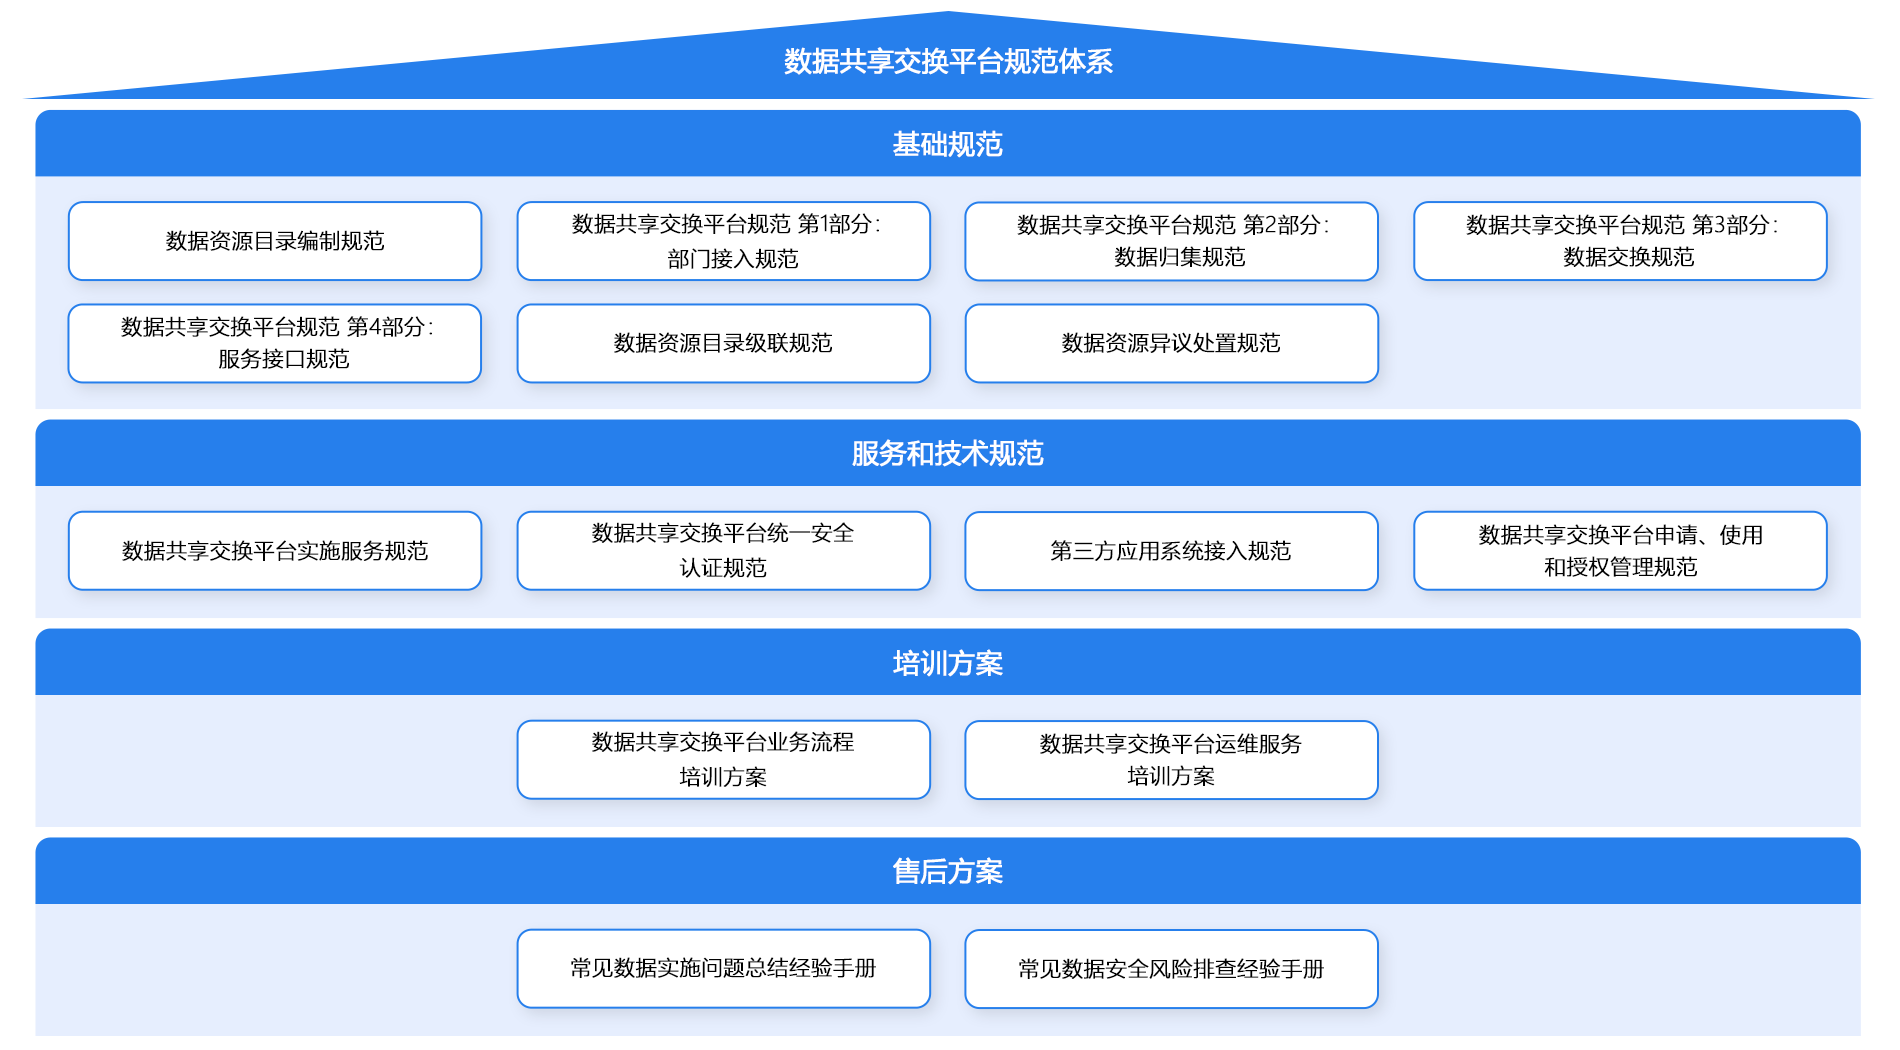 数据共享交换平台规范体系
基础规范
数据资源目录编制规范
数据共享交换平台规范 第1部分：
部门接入规范
数据共享交换平台规范 第2部分：
数据归集规范
数据共享交换平台规范 第3部分：
数据交换规范
数据共享交换平台规范 第4部分：
服务接口规范
数据资源目录级联规范
数据资源异议处置规范
服务和技术规范
数据共享交换平台实施服务规范
数据共享交换平台统一安全
认证规范
第三方应用系统接入规范
数据共享交换平台申请、使用
和授权管理规范
培训方案
数据共享交换平台业务流程
培训方案
数据共享交换平台运维服务
培训方案
售后方案
常见数据实施问题总结经验手册
常见数据安全风险排查经验手册